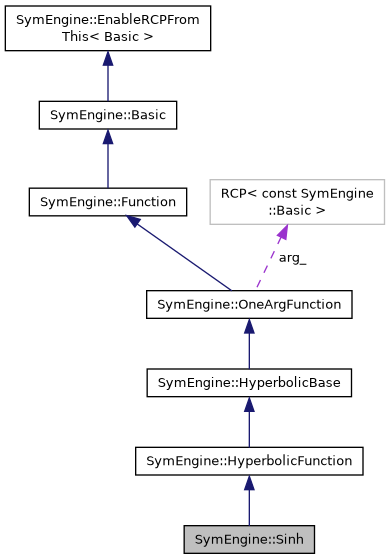 SymEngine::EnableRCPFrom
This< Basic >
SymEngine::Basic
SymEngine::Function
RCP< const SymEngine
::Basic >
arg_
SymEngine::OneArgFunction
SymEngine::HyperbolicBase
SymEngine::HyperbolicFunction
SymEngine::Sinh